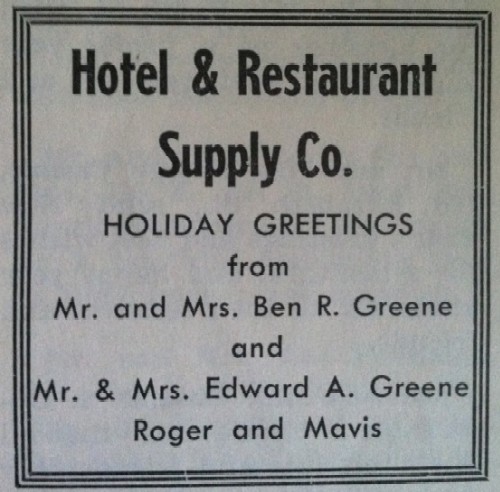 Hotel & Restaurant
Supply Co.
HOLIDAY GREETINGS
from
Mr. and Mrs. Ben R. Greene
and
Mr. & Mrs. Edward A. Greene
Roger and Mavis